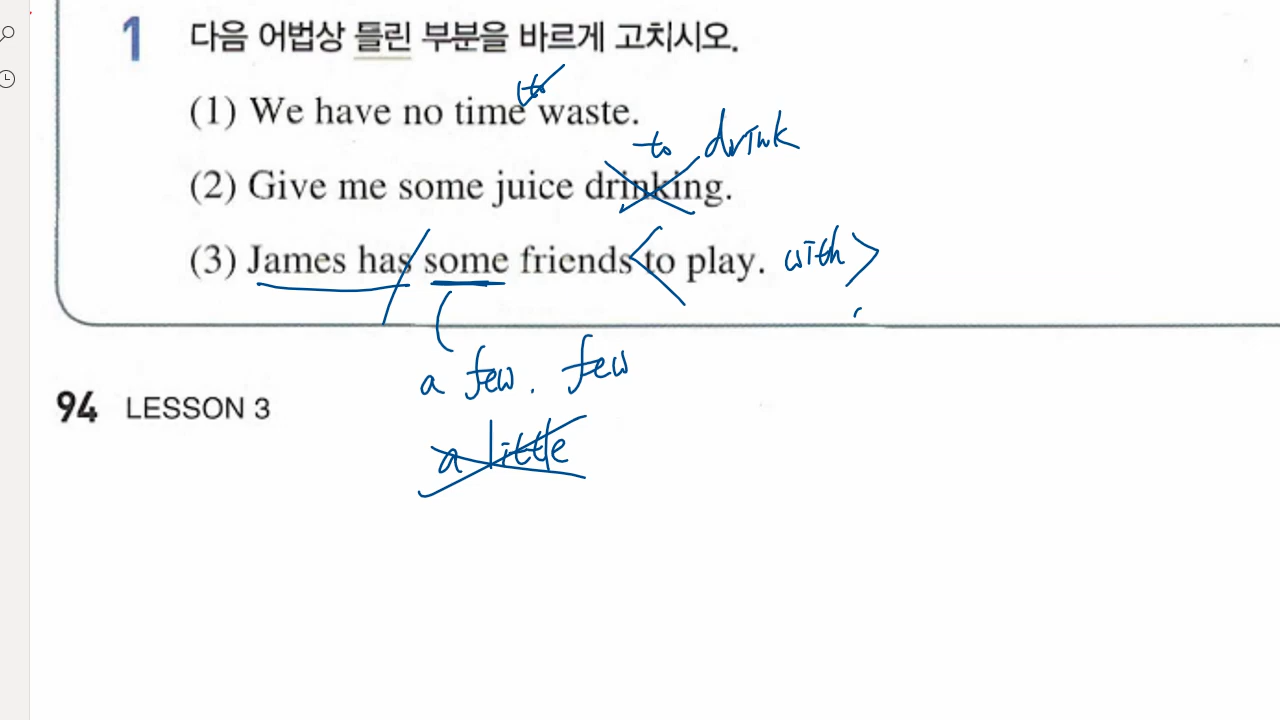 1 다음 어법상 틀린 부분을 바르게 고치시오.
to
(1) We have no time waste.
to drink
(2) Give me some juice drinking.
(3) James has some friends to play. with
a few. few
a little
94 LESSON 3